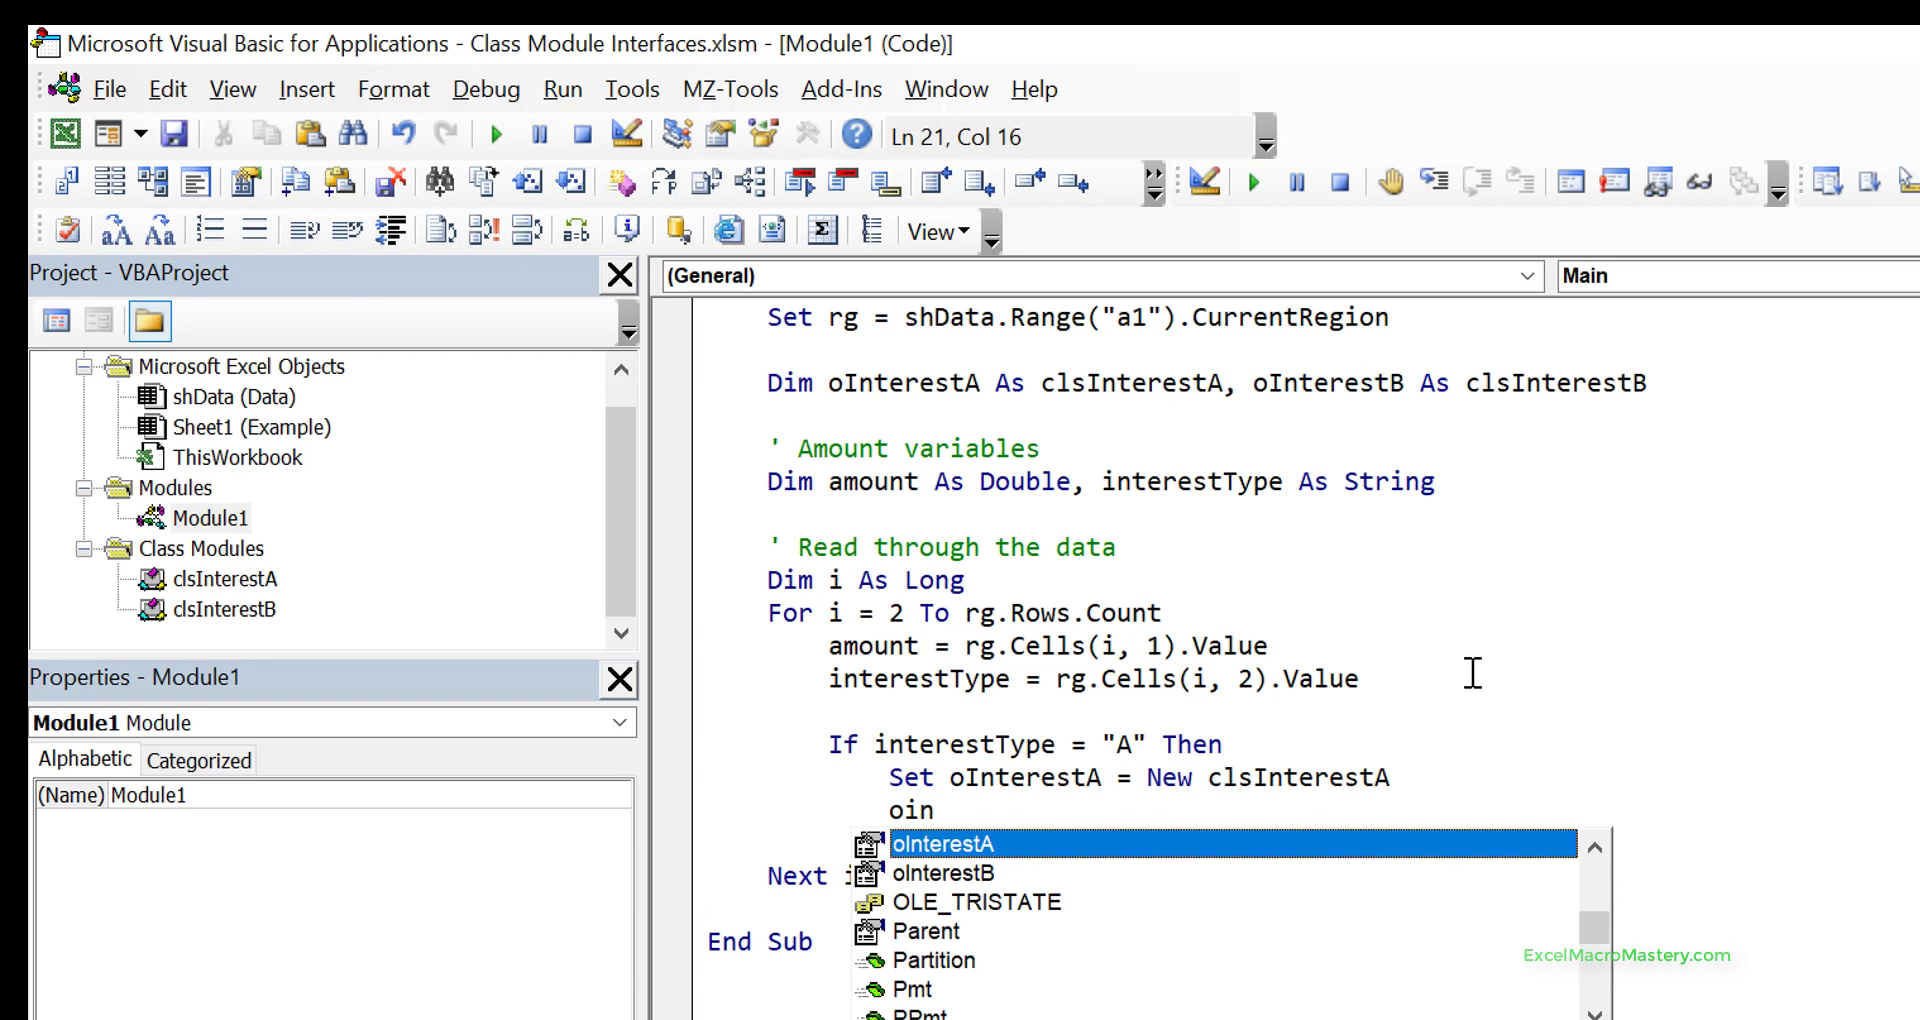 Microsoft Visual Basic for Applications - Class Module Interfaces.xlsm - [Module1 (Code)]
File Edit View Insert Format Debug Run Tools MZ-Tools Add-Ins Window Help
Ln 21, Col 16
View
Project - VBAProject
Microsoft Excel Objects
shData (Data)
Sheet1 (Example)
ThisWorkbook
Modules
Module1
Class Modules
clsInterestA
clsInterestB
Properties - Module1
Module1 Module
Alphabetic Categorized
(Name) Module1
(General) Main
Set rg = shData.Range("a1").CurrentRegion
Dim oInterestA As clsInterestA, oInterestB As clsInterestB
' Amount variables
Dim amount As Double, interestType As String
' Read through the data
Dim i As Long
For i = 2 To rg.Rows.Count
amount = rg.Cells(i, 1).Value
interestType = rg.Cells(i, 2).Value
If interestType = "A" Then
Set oInterestA = New clsInterestA
oin
oInterestA
oInterestB
OLE_TRISTATE
Parent
Partition
Pmt
PPmt
Next i
End Sub
ExcelMacroMastery.com